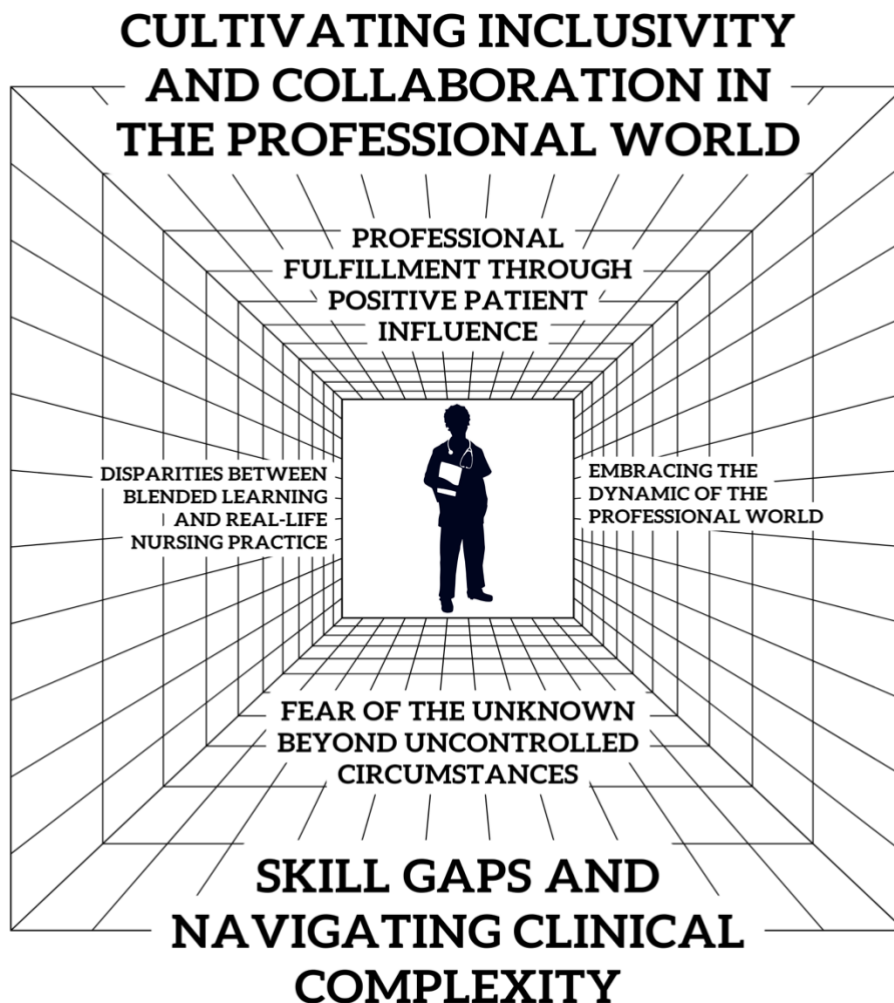 CULTIVATING INCLUSIVITY
AND COLLABORATION IN
THE PROFESSIONAL WORLD
PROFESSIONAL
FULFILLMENT THROUGH
POSITIVE PATIENT
INFLUENCE
DISPARITIES BETWEEN
BLENDED LEARNING
AND REAL-LIFE
NURSING PRACTICE
EMBRACING THE
DYNAMIC OF THE
PROFESSIONAL WORLD
FEAR OF THE UNKNOWN
BEYOND UNCONTROLLED
CIRCUMSTANCES
SKILL GAPS AND
NAVIGATING CLINICAL
COMPLEXITY